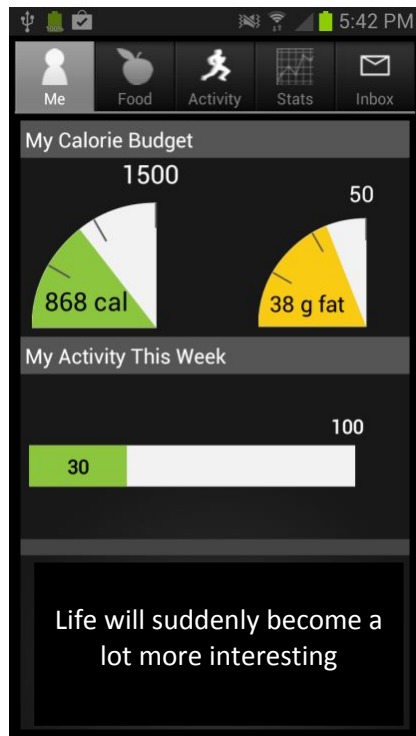 100%
5:42 PM
Me Food Activity Stats Inbox
My Calorie Budget
1500
50
868 cal
38 g fat
My Activity This Week
100
30
Life will suddenly become a
lot more interesting